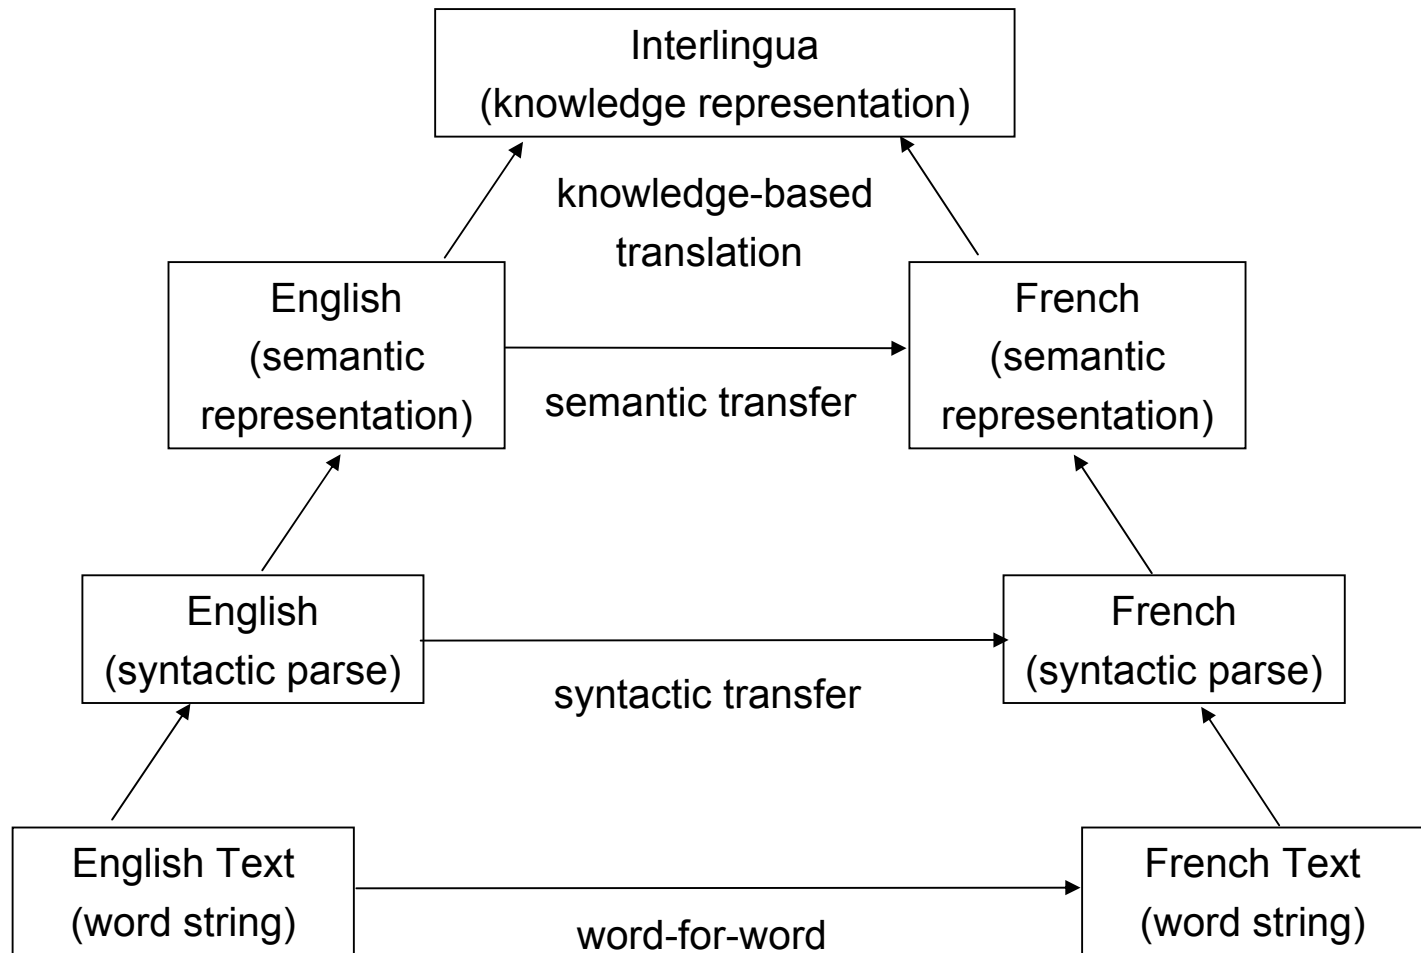 Interlingua
(knowledge representation)
knowledge-based
translation
English
(semantic
representation)
French
(semantic
representation)
semantic transfer
English
(syntactic parse)
French
(syntactic parse)
syntactic transfer
English Text
(word string)
French Text
(word string)
word-for-word